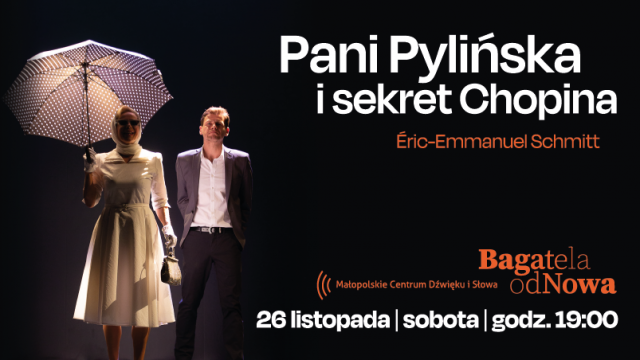 Pani Pylińska
i sekret Chopina
Éric-Emmanuel Schmitt
Bagatela
odNowa
Małopolskie Centrum Dźwięku i Słowa
26 listopada | sobota | godz. 19:00